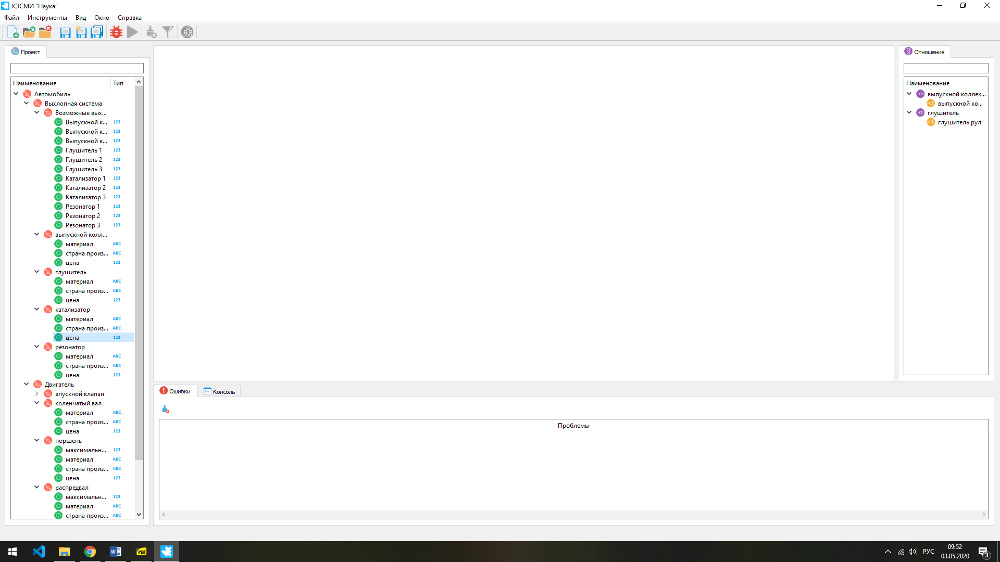 КЭСМИ "Наука"
Файл Инструменты Вид Окно Справка
Проект
Наименование Тип
Автомобиль
Выхлопная система
Возможные вых...
Выпускной к... 123
Выпускной к... 123
Выпускной к... 123
Глушитель 1 123
Глушитель 2 123
Глушитель 3 123
Катализатор 1 123
Катализатор 2 123
Катализатор 3 123
Резонатор 1 123
Резонатор 2 123
Резонатор 3 123
выпускной колл...
материал ABC
страна произ... ABC
цена 123
глушитель
материал ABC
страна произ... ABC
цена 123
катализатор
материал ABC
страна произ... ABC
цена 123
резонатор
материал ABC
страна произ... ABC
цена 123
Двигатель
впускной клапан
коленчатый вал
материал ABC
страна произ... ABC
цена 123
поршень
максимальн... 123
материал ABC
страна произ... ABC
цена 123
распредвал
максимальн... 123
материал ABC
страна произ... ABC
Ошибки Консоль
Проблемы
Отношение
Наименование
выпускной коллек...
выпускной ко...
глушитель
глушитель рул
PDF
РУС
09:52
03.05.2020
3